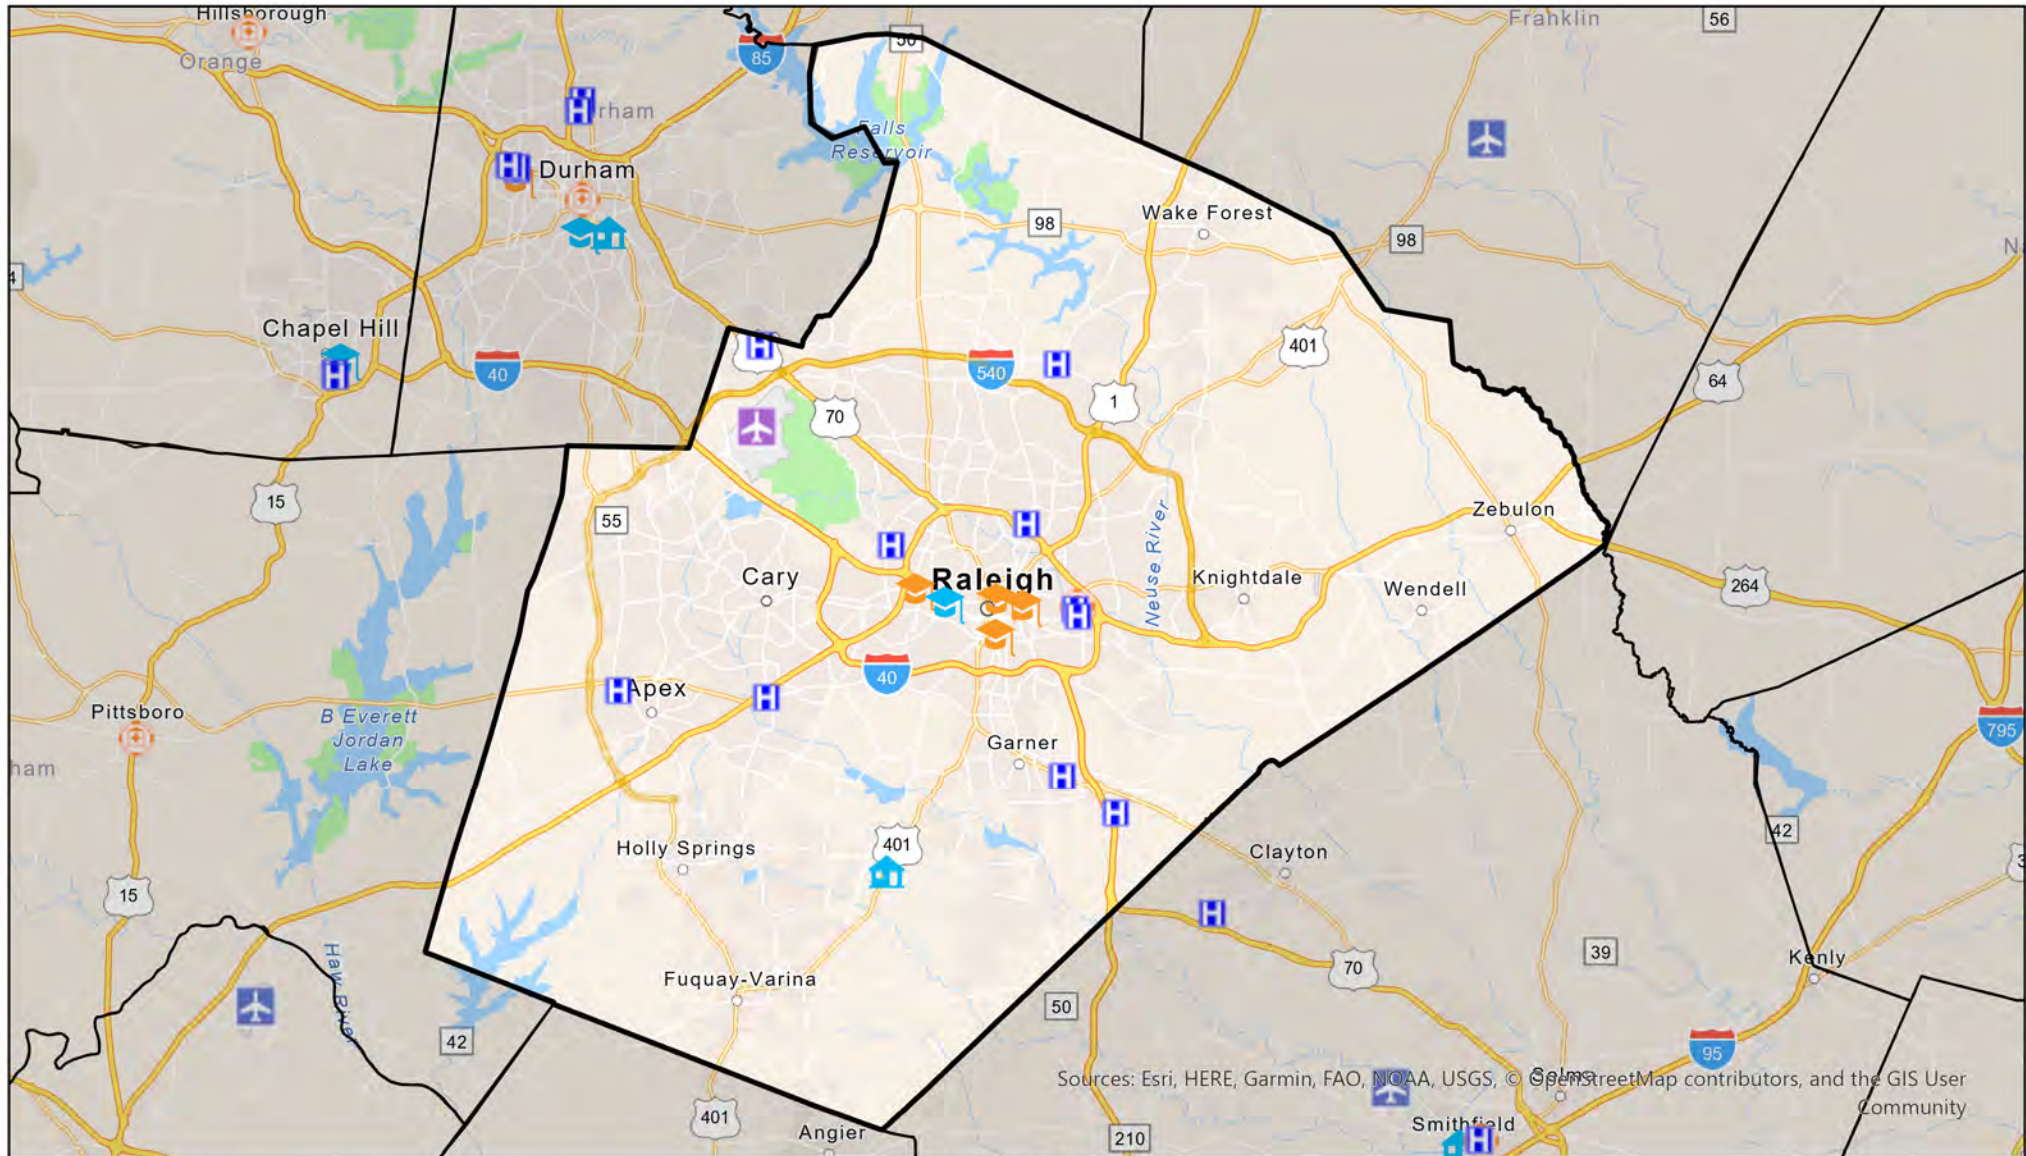 Hillsborough
Orange
85
50
Franklin
56
rham
Durham
Falls
Reservoir
Wake Forest
98
98
Chapel Hill
40
540
401
64
1
70
15
55
Neuse River
Zebulon
Cary
Raleigh
Knightdale
Wendell
264
Apex
40
Pittsboro
B Everett
Jordan
Lake
Garner
795
ham
Holly Springs
401
Clayton
42
15
Haw River
Fuquay-Varina
70
39
Kenly
50
42
95
Sources: Esri, HERE, Garmin, FAO, NOAA, USGS, © OpenStreetMap contributors, and the GIS User
Community
401
Angier
210
Smithfield